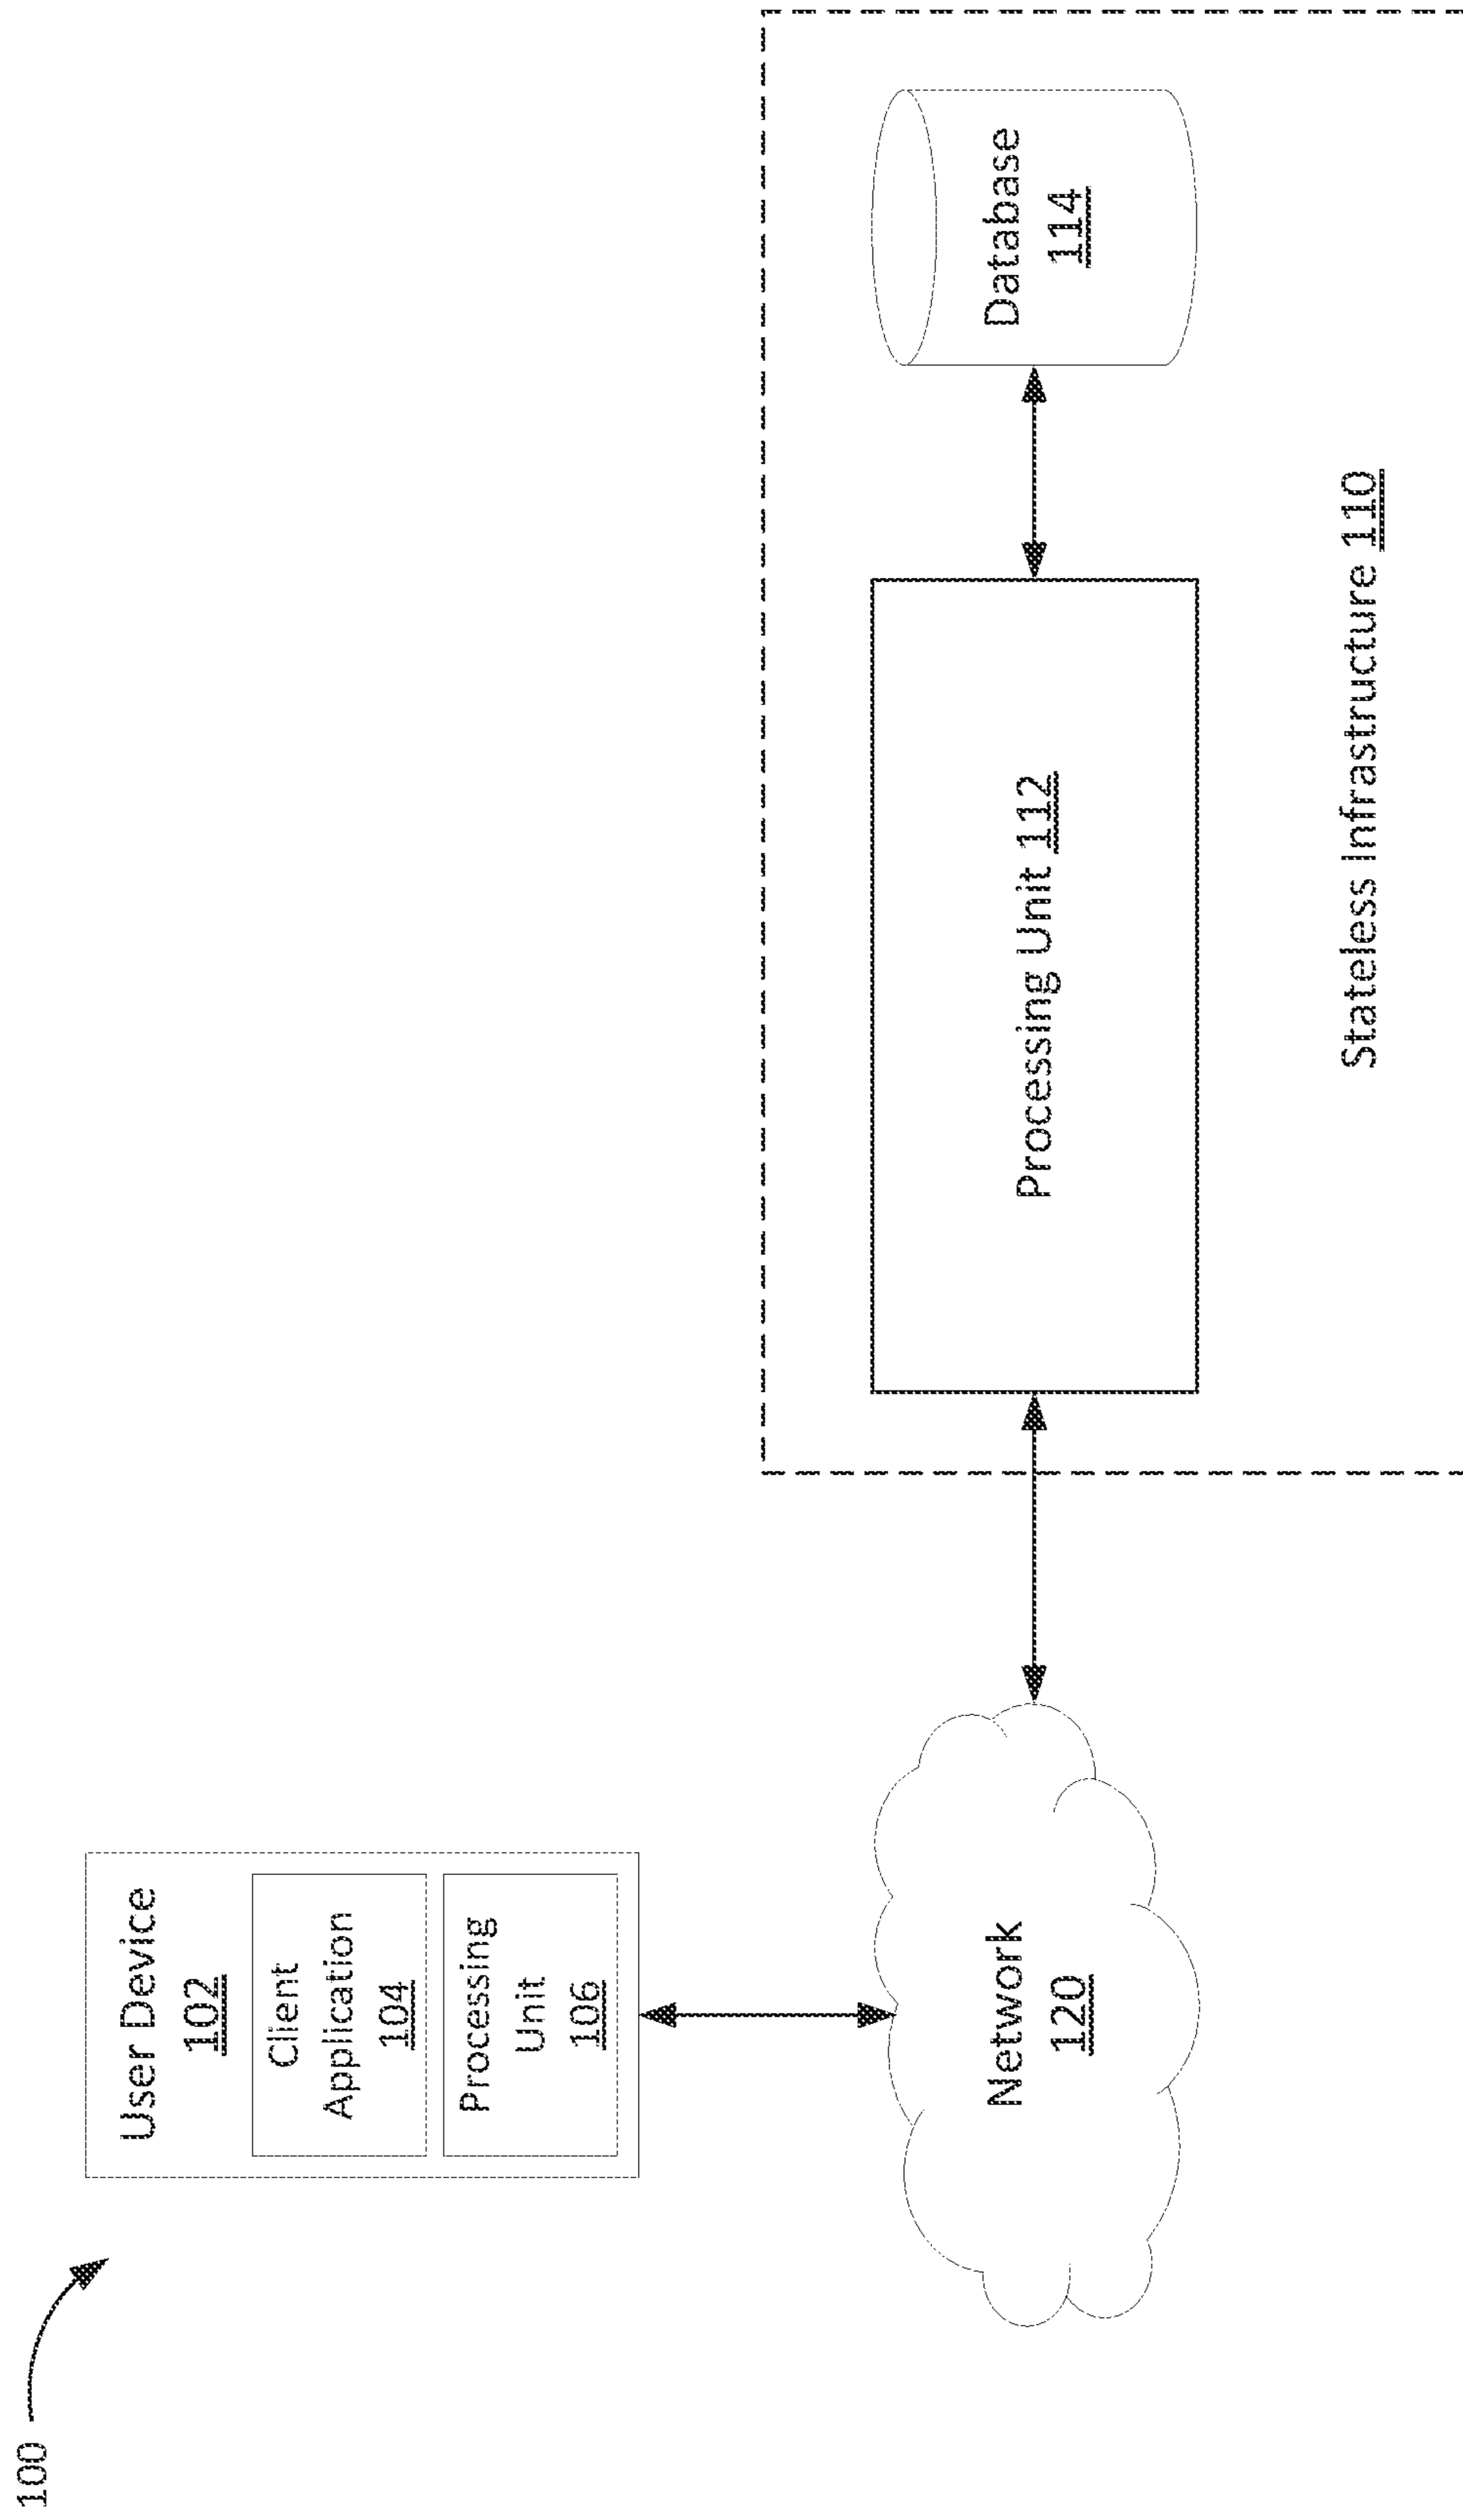 100
User Device
102
Client
Application
104
Processing
Unit
106
Network
120
Processing Unit 112
Database
114
Stateless Infrastructure 110